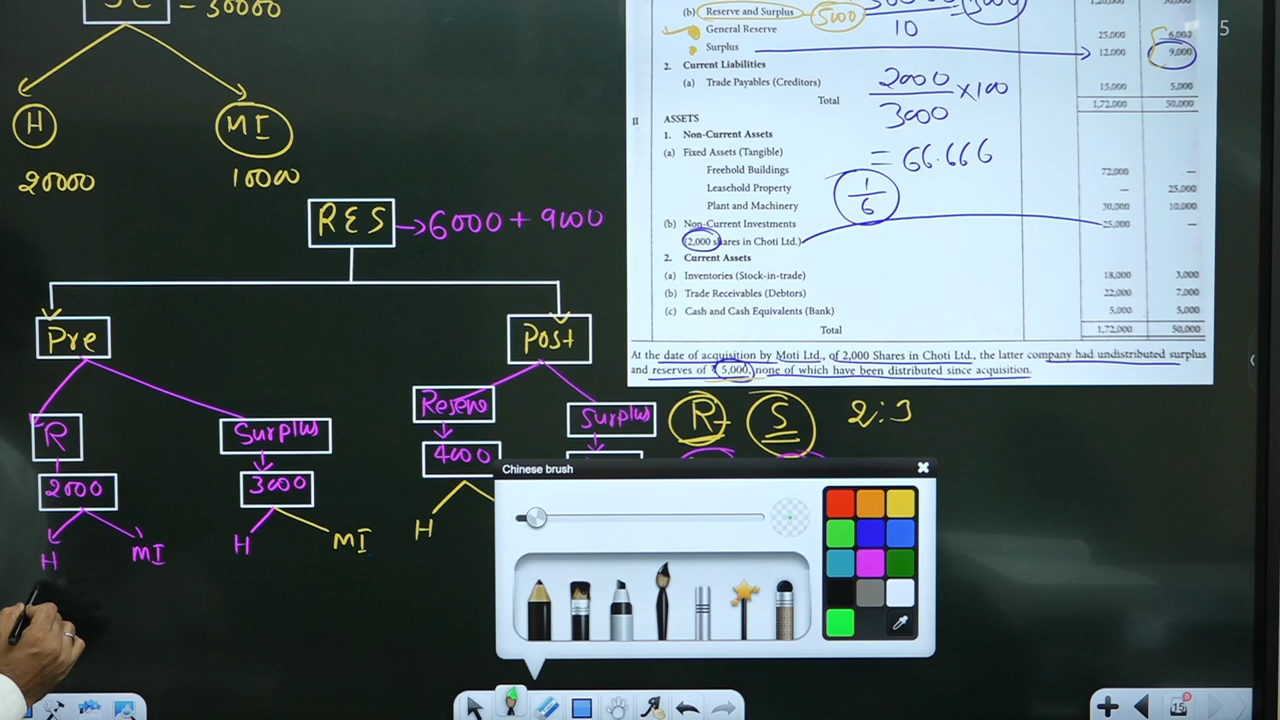 = 30000
H
MI
20000
10000
R & S → 6000 + 9000
Pre
Post
R
Surplus
Reserve
Surplus
2000
3000
4000
H
MI
H
MI
H
(b) Reserve and Surplus
5000
10
General Reserve 25,000 6,000
Surplus 12,000 9,000
2. Current Liabilities
(a) Trade Payables (Creditors) 15,000 5,000
Total 1,72,000 50,000
2000
3000
×100
= 66.666
1
6
II ASSETS
1. Non-Current Assets
(a) Fixed Assets (Tangible)
Freehold Buildings 72,000 —
Leasehold Property — 25,000
Plant and Machinery 30,000 10,000
(b) Non-Current Investments 25,000 —
(2,000 shares in Choti Ltd.)
2. Current Assets
(a) Inventories (Stock-in-trade) 18,000 3,000
(b) Trade Receivables (Debtors) 22,000 7,000
(c) Cash and Cash Equivalents (Bank) 5,000 5,000
Total 1,72,000 50,000
At the date of acquisition by Moti Ltd., of 2,000 Shares in Choti Ltd., the latter company had undistributed surplus
and reserves of ₹ 5,000, none of which have been distributed since acquisition.
R
S
2:3
5
Chinese brush
15